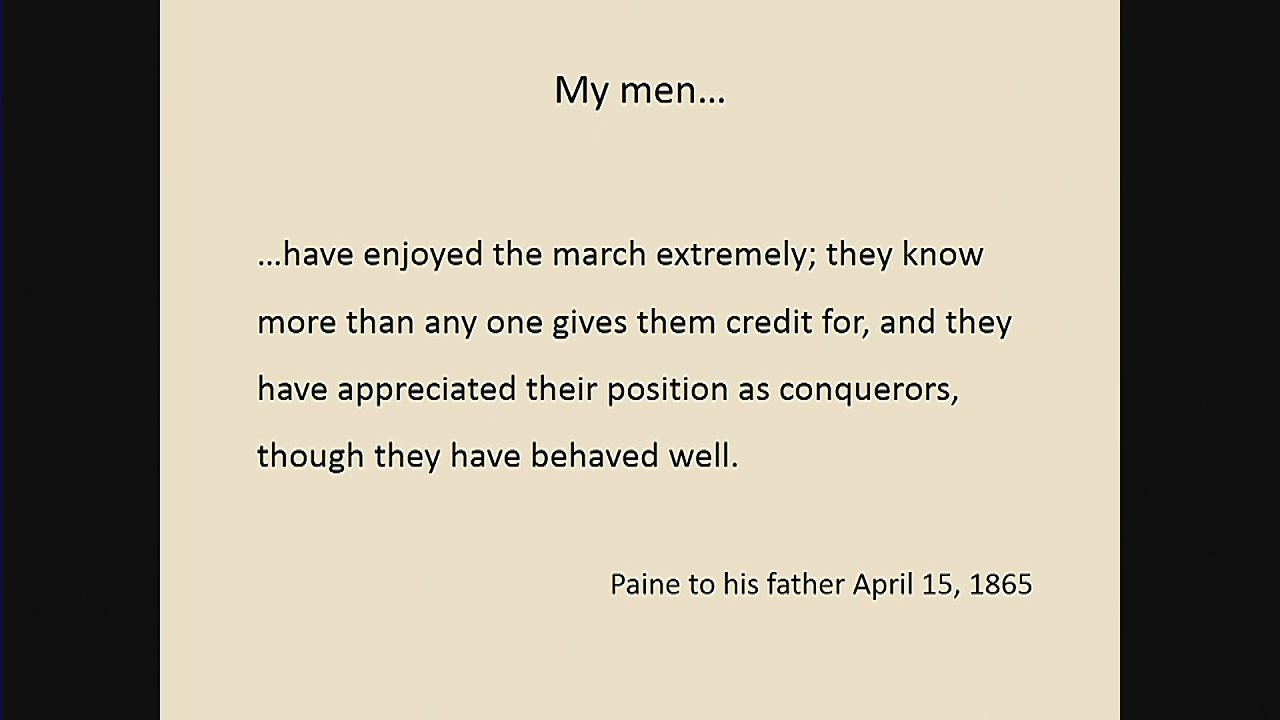 My men...
...have enjoyed the march extremely; they know
more than any one gives them credit for, and they
have appreciated their position as conquerors,
though they have behaved well.
Paine to his father April 15, 1865